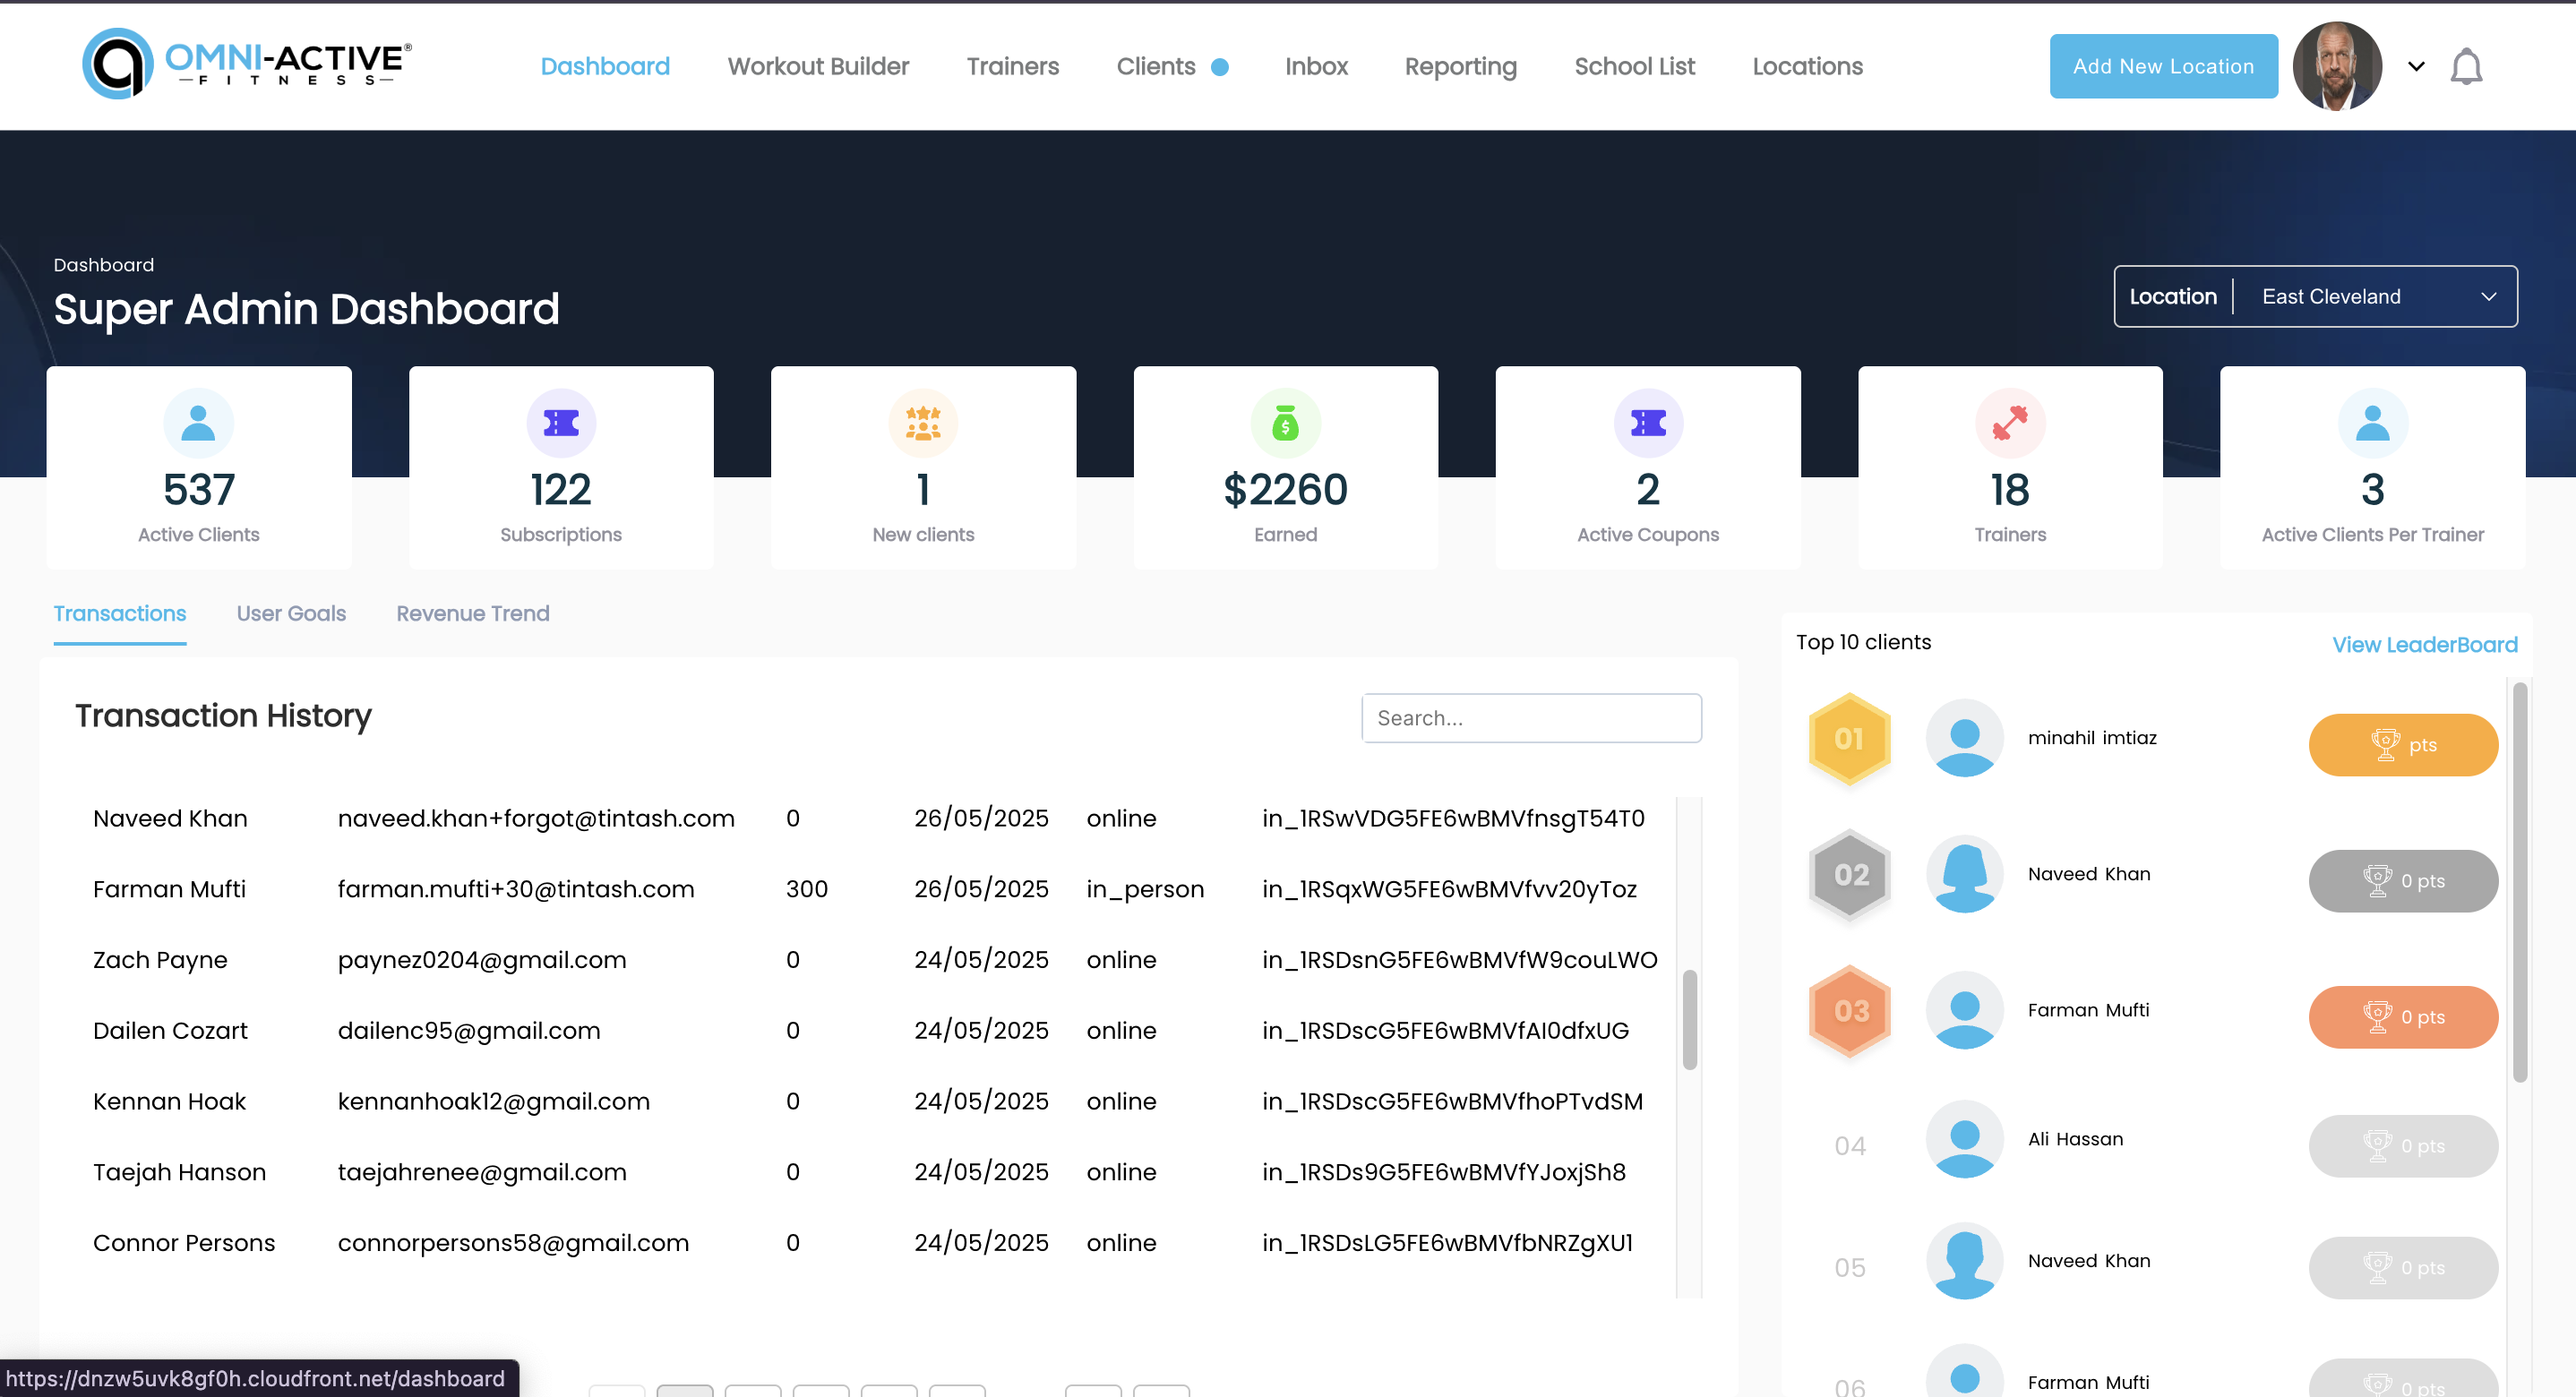 OMNI-ACTIVE®
FITNESS
Dashboard
Workout Builder
Trainers
Clients
Inbox
Reporting
School List
Locations
Add New Location
Dashboard
Super Admin Dashboard
Location
East Cleveland
537
Active Clients
122
Subscriptions
1
New clients
$2260
Earned
2
Active Coupons
18
Trainers
3
Active Clients Per Trainer
Transactions
User Goals
Revenue Trend
Transaction History
Search...
Naveed Khan naveed.khan+forgot@tintash.com 0 26/05/2025 online in_1RSwVDG5FE6wBMVfnsgT54T0
Farman Mufti farman.mufti+30@tintash.com 300 26/05/2025 in_person in_1RSqxWG5FE6wBMVfvv20yToz
Zach Payne paynez0204@gmail.com 0 24/05/2025 online in_1RSDsnG5FE6wBMVfW9couLWO
Dailen Cozart dailenc95@gmail.com 0 24/05/2025 online in_1RSDscG5FE6wBMVfAI0dfxUG
Kennan Hoak kennanhoak12@gmail.com 0 24/05/2025 online in_1RSDscG5FE6wBMVfhoPTvdSM
Taejah Hanson taejahrenee@gmail.com 0 24/05/2025 online in_1RSDs9G5FE6wBMVfYJoxjSh8
Connor Persons connorpersons58@gmail.com 0 24/05/2025 online in_1RSDsLG5FE6wBMVfbNRZgXU1
Top 10 clients
View LeaderBoard
01 minahil imtiaz pts
02 Naveed Khan 0 pts
03 Farman Mufti 0 pts
04 Ali Hassan 0 pts
05 Naveed Khan 0 pts
06 Farman Mufti 0 pts
https://dnzw5uvk8gf0h.cloudfront.net/dashboard